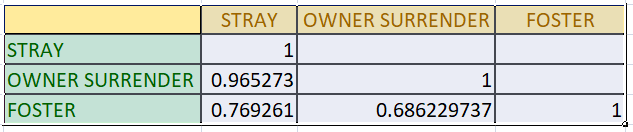 STRAY OWNER SURRENDER FOSTER
STRAY 1
OWNER SURRENDER 0.965273 1
FOSTER 0.769261 0.686229737 1